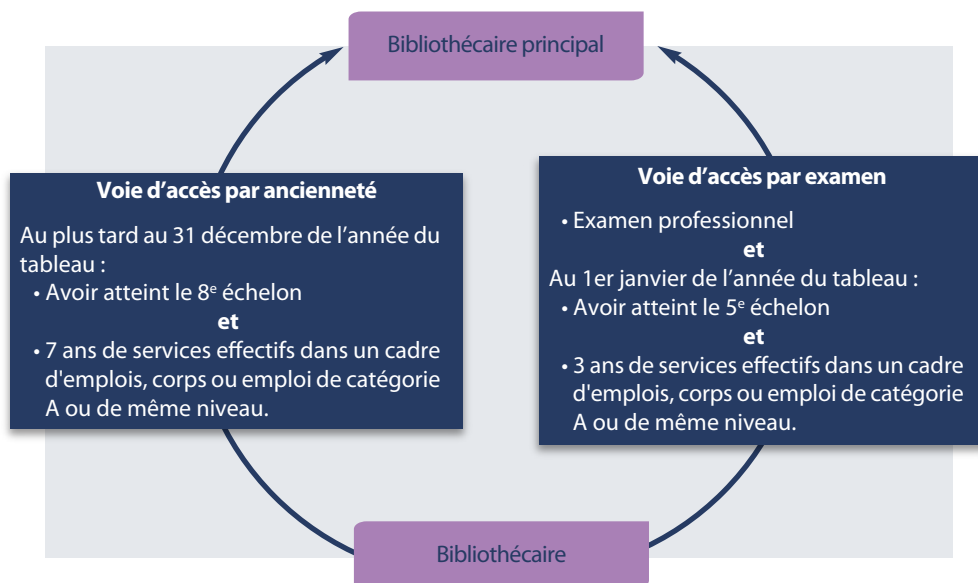 Bibliothécaire principal
Voie d’accès par ancienneté
Au plus tard au 31 décembre de l’année du
tableau :
• Avoir atteint le 8e échelon
et
• 7 ans de services effectifs dans un cadre
d'emplois, corps ou emploi de catégorie
A ou de même niveau.
Voie d’accès par examen
• Examen professionnel
et
Au 1er janvier de l’année du tableau :
• Avoir atteint le 5e échelon
et
• 3 ans de services effectifs dans un cadre
d'emplois, corps ou emploi de catégorie
A ou de même niveau.
Bibliothécaire